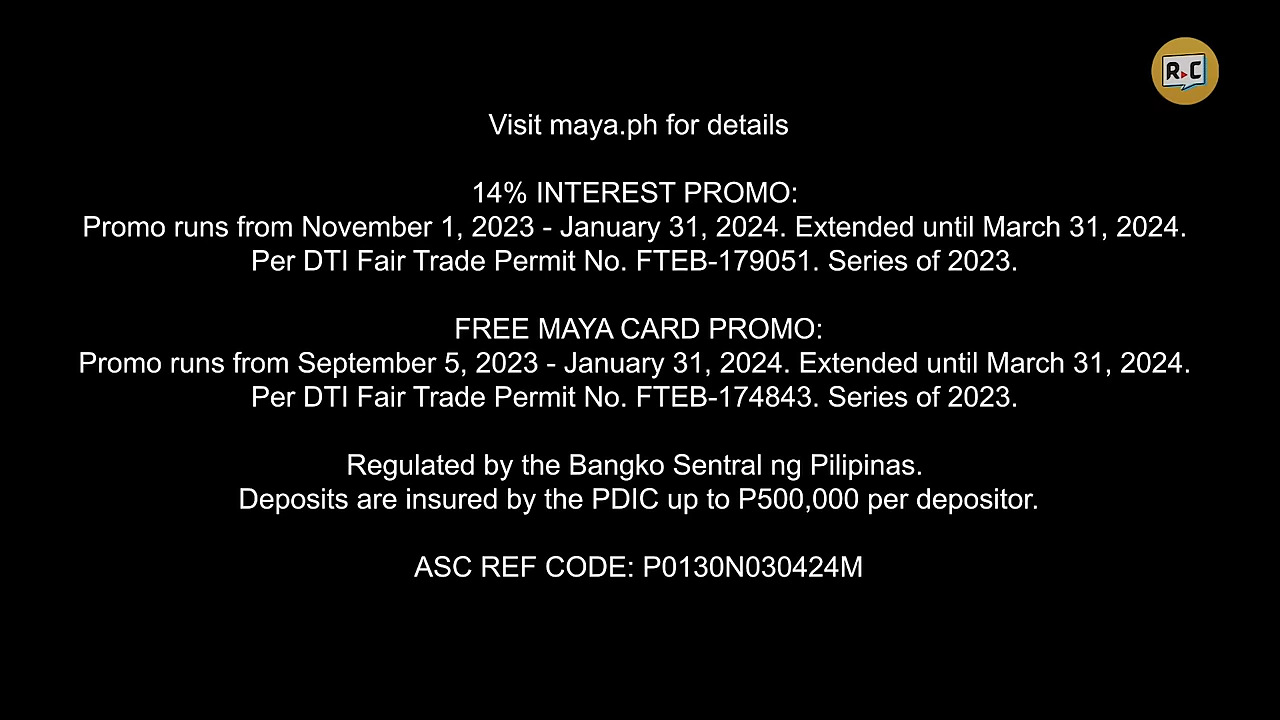 R C
Visit maya.ph for details
14% INTEREST PROMO:
Promo runs from November 1, 2023 - January 31, 2024. Extended until March 31, 2024.
Per DTI Fair Trade Permit No. FTEB-179051. Series of 2023.
FREE MAYA CARD PROMO:
Promo runs from September 5, 2023 - January 31, 2024. Extended until March 31, 2024.
Per DTI Fair Trade Permit No. FTEB-174843. Series of 2023.
Regulated by the Bangko Sentral ng Pilipinas.
Deposits are insured by the PDIC up to P500,000 per depositor.
ASC REF CODE: P0130N030424M